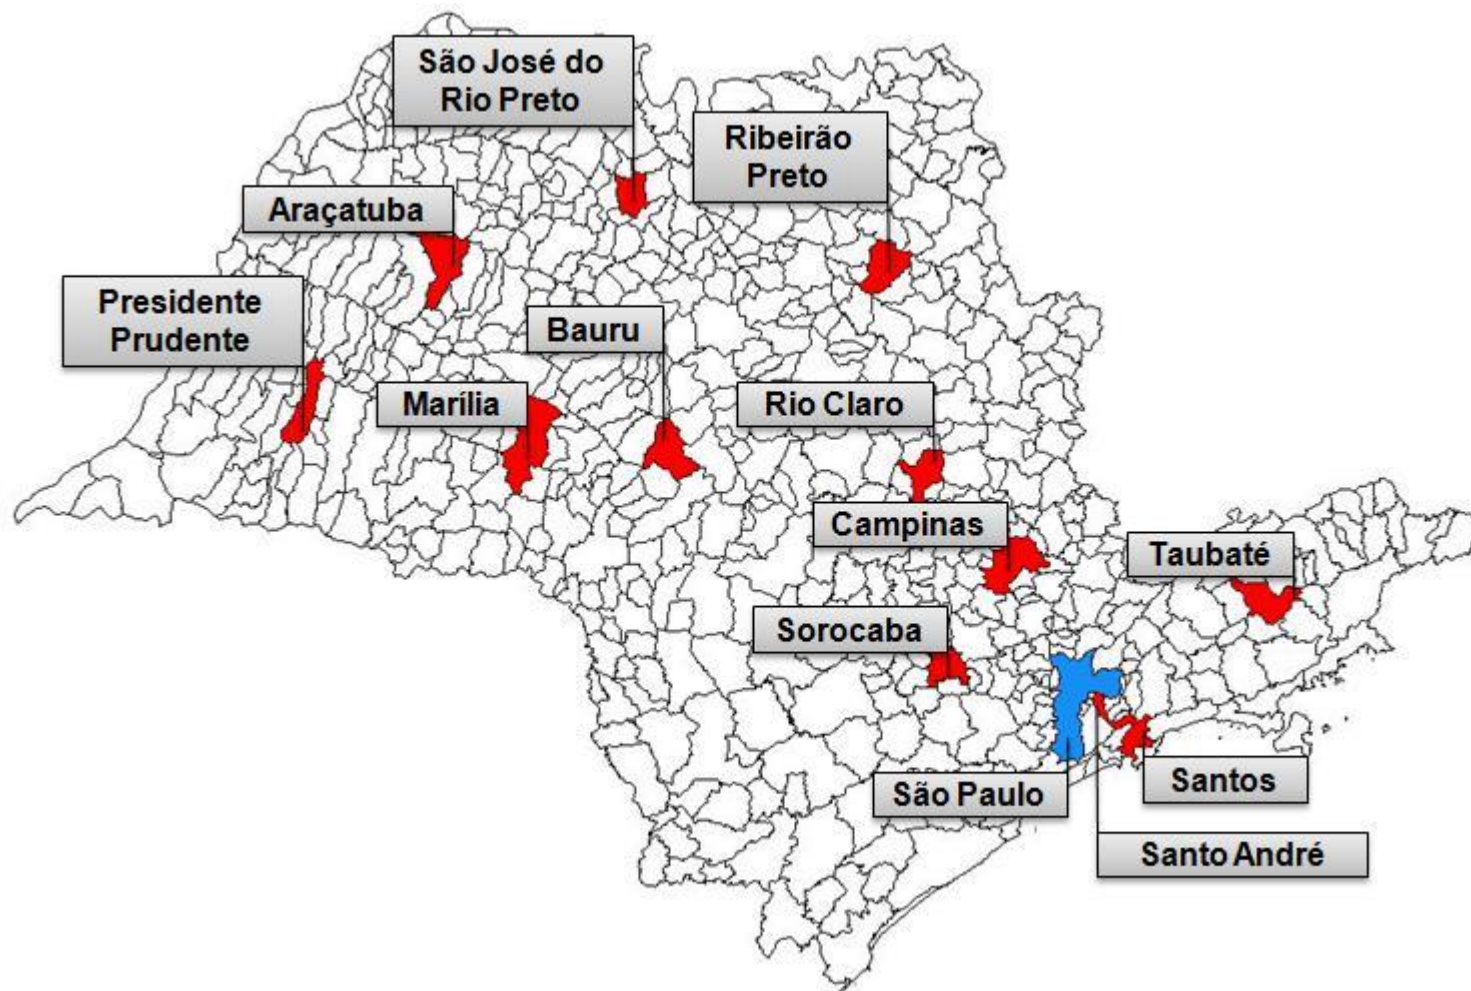 São José do
Rio Preto
Ribeirão
Preto
Araçatuba
Presidente
Prudente
Bauru
Marília
Rio Claro
Campinas
Taubaté
Sorocaba
São Paulo
Santos
Santo André